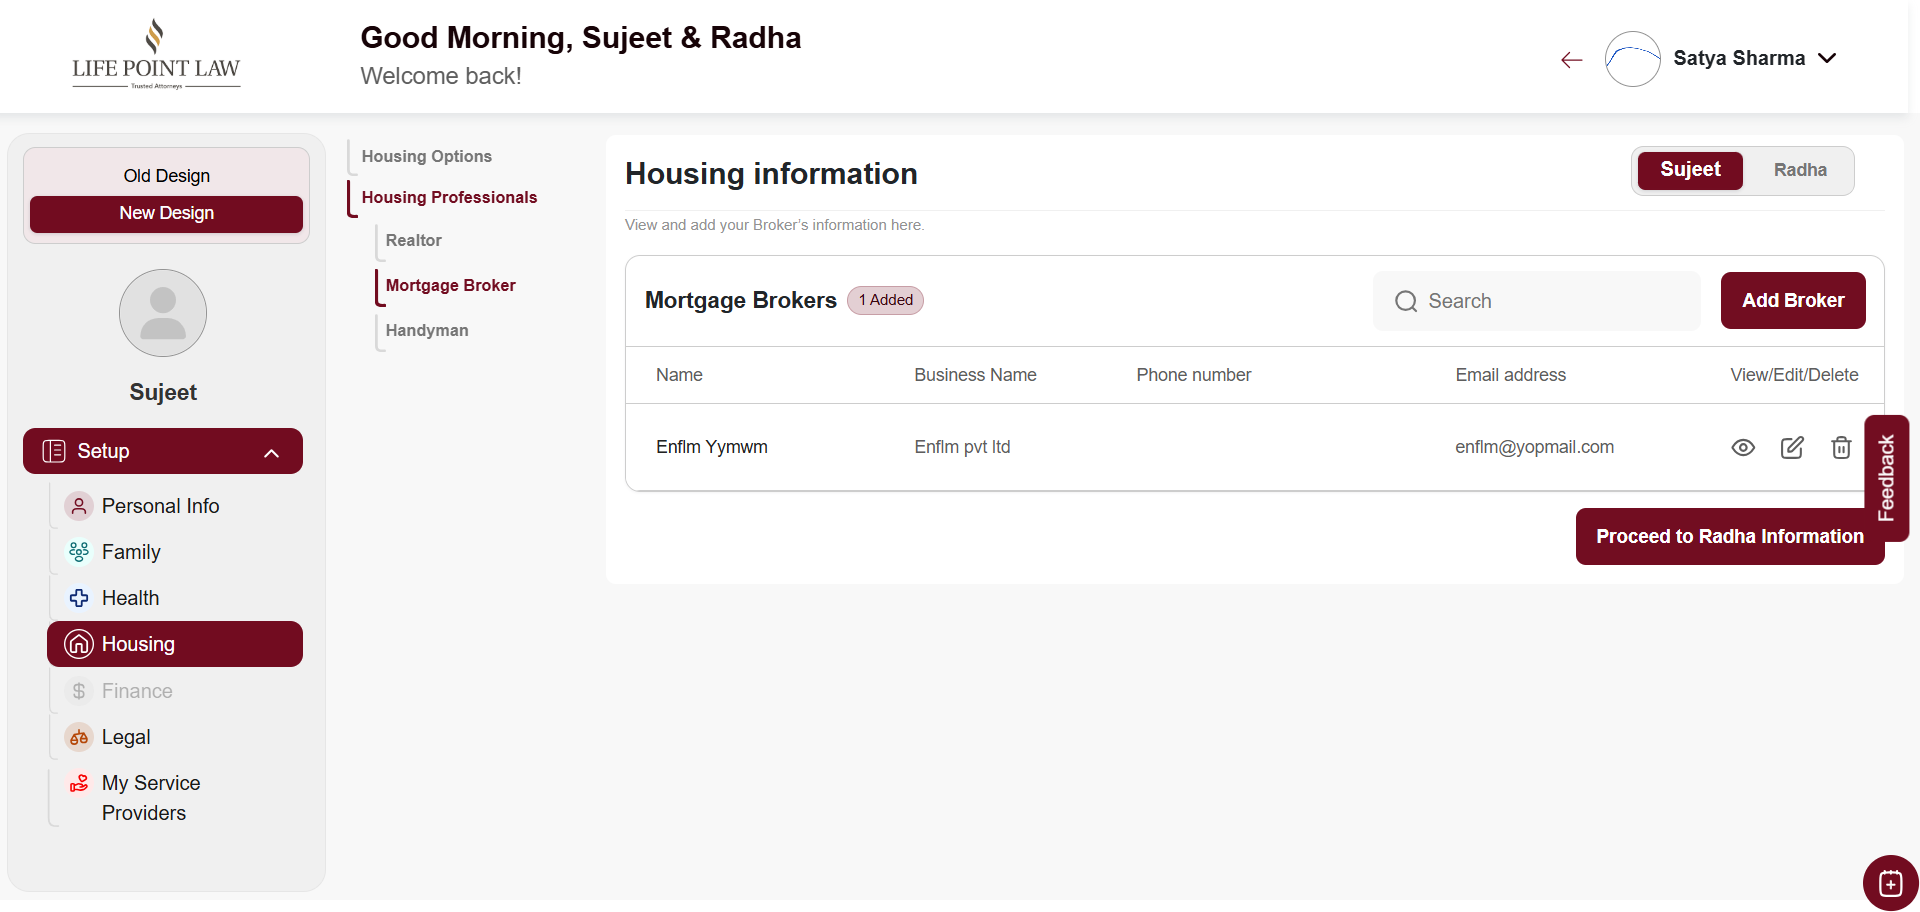 LIFE POINT LAW
Trusted Attorneys
Good Morning, Sujeet & Radha
Welcome back!
Satya Sharma
Old Design
New Design
Sujeet
Setup
Personal Info
Family
Health
Housing
Finance
Legal
My Service
Providers
Housing Options
Housing Professionals
Realtor
Mortgage Broker
Handyman
Housing information
Sujeet
Radha
View and add your Broker's information here.
Mortgage Brokers
1 Added
Search
Add Broker
Name
Business Name
Phone number
Email address
View/Edit/Delete
Enflm Yymwm
Enflm pvt ltd
enflm@yopmail.com
Feedback
Proceed to Radha Information